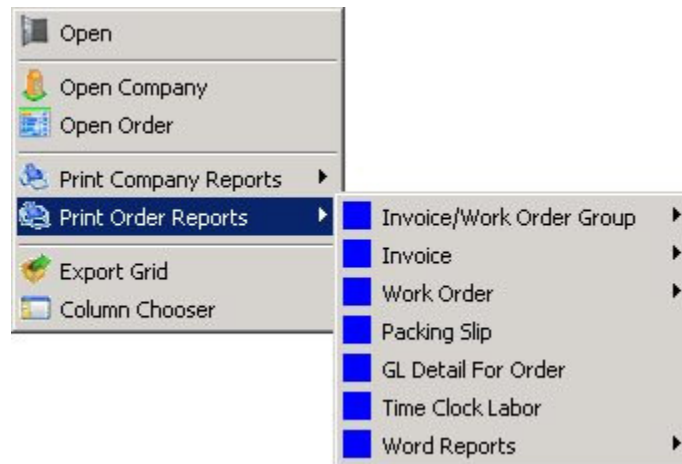 Open
Open Company
Open Order
Print Company Reports
Print Order Reports
Export Grid
Column Chooser
Invoice/Work Order Group
Invoice
Work Order
Packing Slip
GL Detail For Order
Time Clock Labor
Word Reports